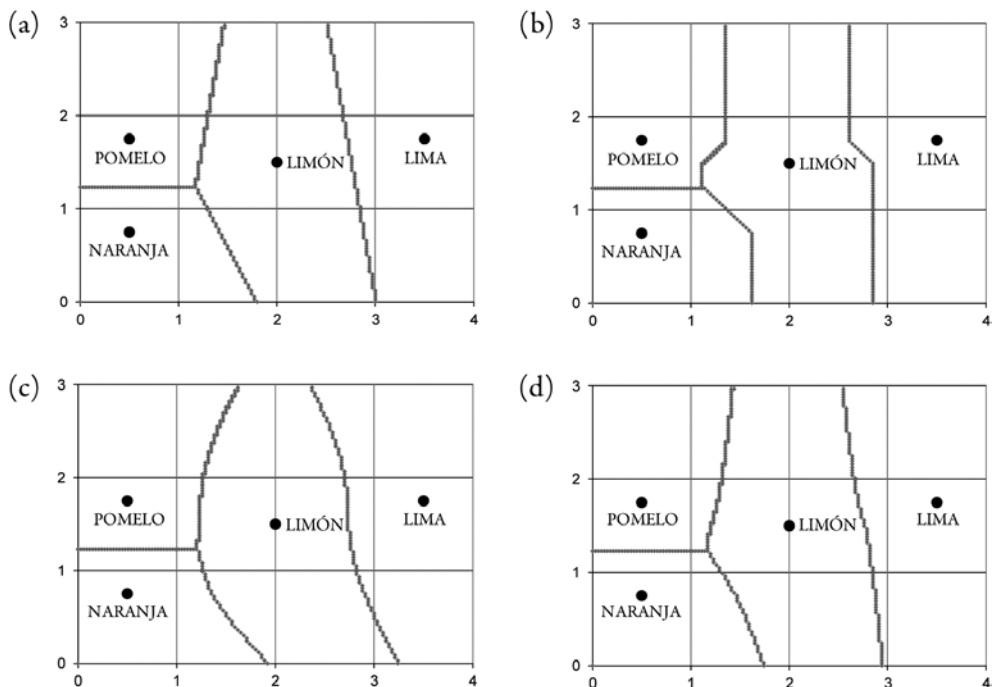 (a)
3
2
1
0
POMELO
LIMÓN
LIMA
NARANJA
0 1 2 3 4
(b)
3
2
1
0
POMELO
LIMÓN
LIMA
NARANJA
0 1 2 3 4
(c)
3
2
1
0
POMELO
LIMÓN
LIMA
NARANJA
0 1 2 3 4
(d)
3
2
1
0
POMELO
LIMÓN
LIMA
NARANJA
0 1 2 3 4